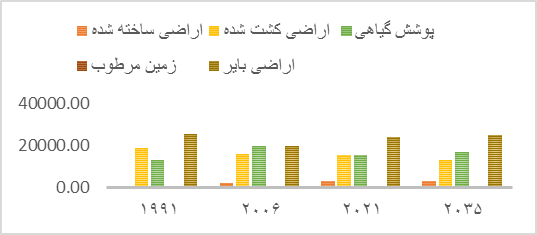 اراضی ساخته شده اراضی کشت شده پوشش گیاهی
زمین مرطوب اراضی بایر
40000.00
20000.00
0.00
۱۹۹۱ ۲۰۰۶ ۲۰۲۱ ۲۰۳۵